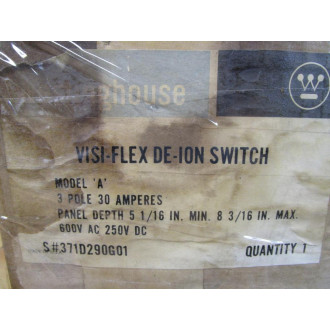 house
VISI-FLEX DE-ION SWITCH
MODEL 'A'
3 POLE 30 AMPERES
PANEL DEPTH 5 1/16 IN. MIN. 8 3/16 IN. MAX.
600V AC 250V DC
S#371D290G01 QUANTITY 1